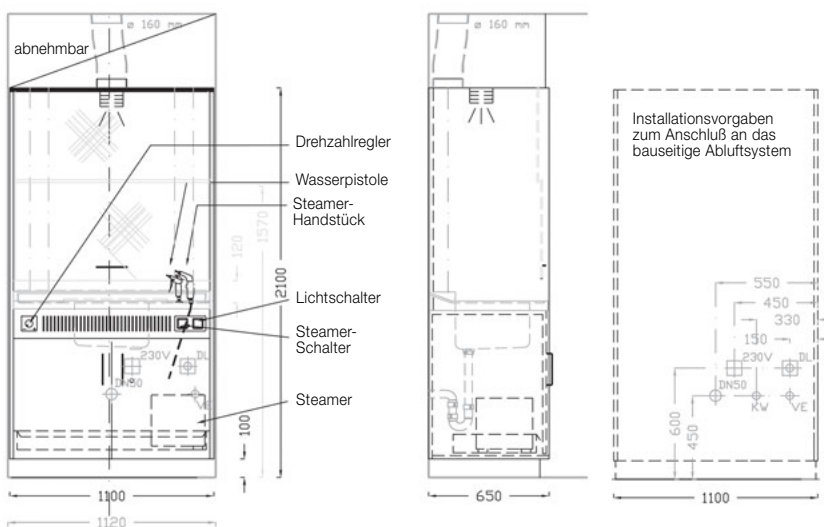 ø 160 mm
abnehmbar
Drehzahlregler
Wasserpistole
Steamer-
Handstück
1570
120
2100
Lichtschalter
Steamer-
Schalter
230V
DL
DN50
VE
Steamer
100
1100
1120
ø 160 mm
650
Installationsvorgaben
zum Anschluß an das
bauseitige Abluftsystem
550
450
330
150
230V
DL
DN50
KW
VE
600
450
1100